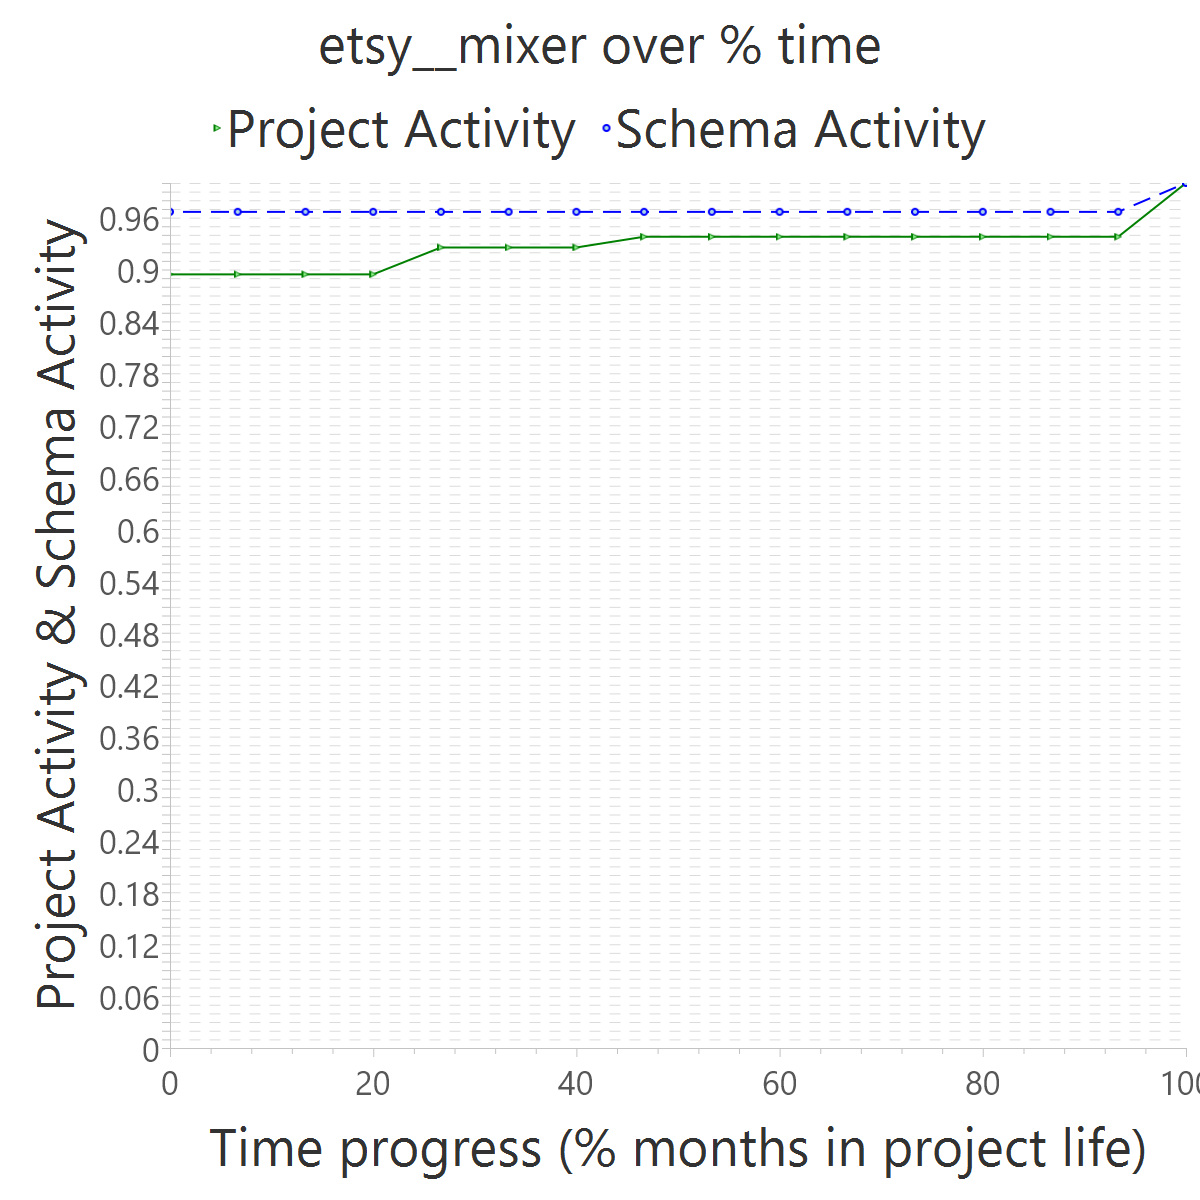 etsy__mixer over % time
Project Activity
Schema Activity
Project Activity & Schema Activity
0.96
0.9
0.84
0.78
0.72
0.66
0.6
0.54
0.48
0.42
0.36
0.3
0.24
0.18
0.12
0.06
0
0 20 40 60 80 100
Time progress (% months in project life)